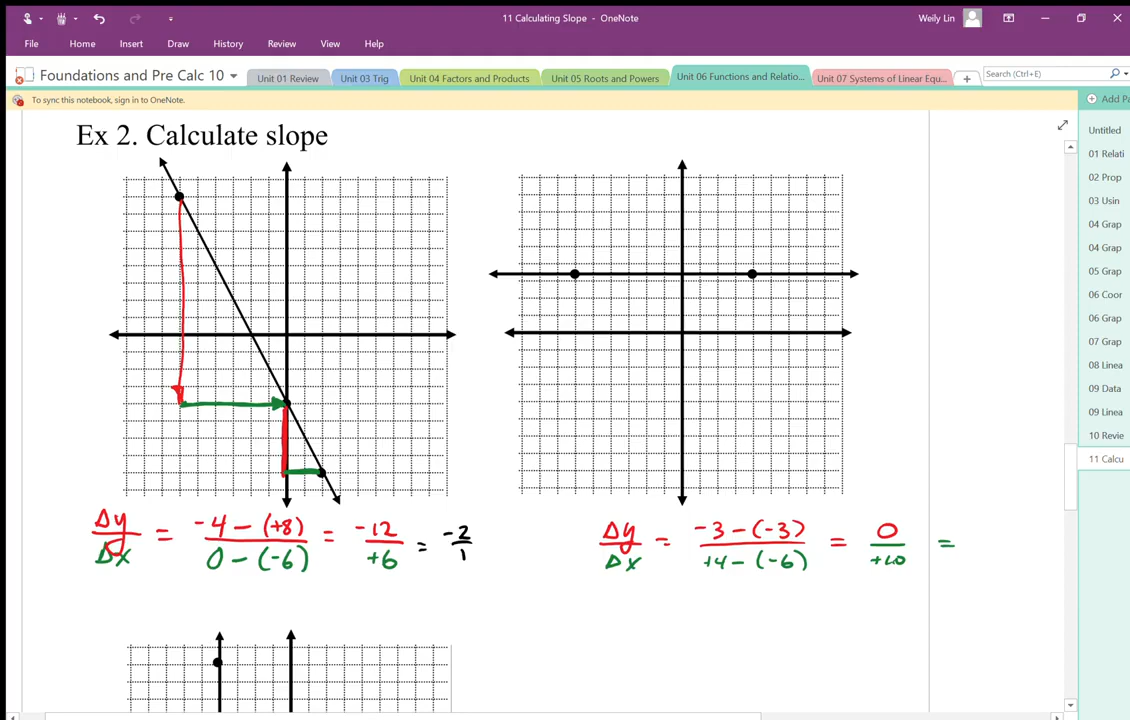 11 Calculating Slope - OneNote
Weily Lin
File Home Insert Draw History Review View Help
Foundations and Pre Calc 10
Unit 01 Review
Unit 03 Trig
Unit 04 Factors and Products
Unit 05 Roots and Powers
Unit 06 Functions and Relatio...
Unit 07 Systems of Linear Equ...
Search (Ctrl+E)
To sync this notebook, sign in to OneNote.
Add Pa
Untitled
01 Relati
02 Prop
03 Usin
04 Grap
04 Grap
05 Grap
06 Coor
06 Grap
07 Grap
08 Linea
09 Data
09 Linea
10 Revie
11 Calcu
Ex 2. Calculate slope
Δy/Δx = -4 - (+8)/0 - (-6) = -12/+6 = -2/1
Δy/Δx = -3 - (-3)/+4 - (-6) = 0/+10 =